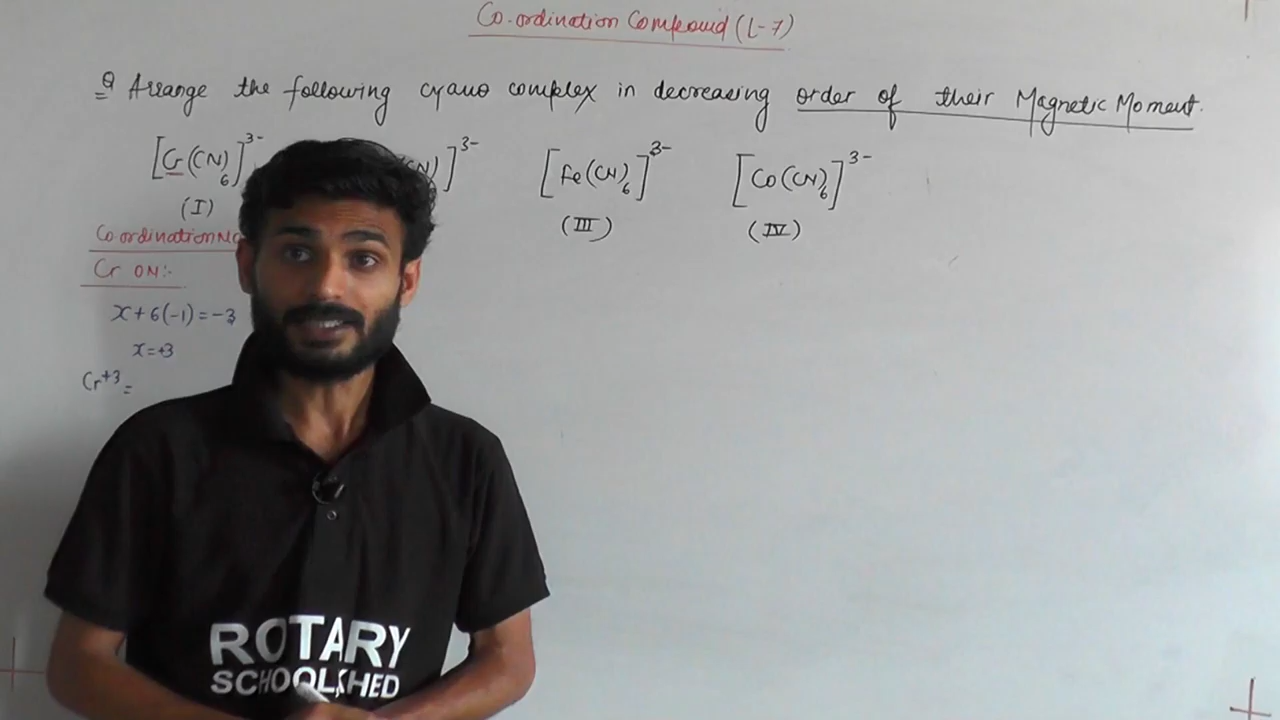 Co-ordination Compound (L-7)
Q Arrange the following cyano complex in decreasing order of their Magnetic Moment.
[Cr(CN)6]3- N)]3- [Fe(CN)6]3- [Co(CN)6]3-
(I) (III) (IV)
Coordination No
Cr ON:-
x+6(-1)=-3
x=+3
Cr+3=
ROTARY